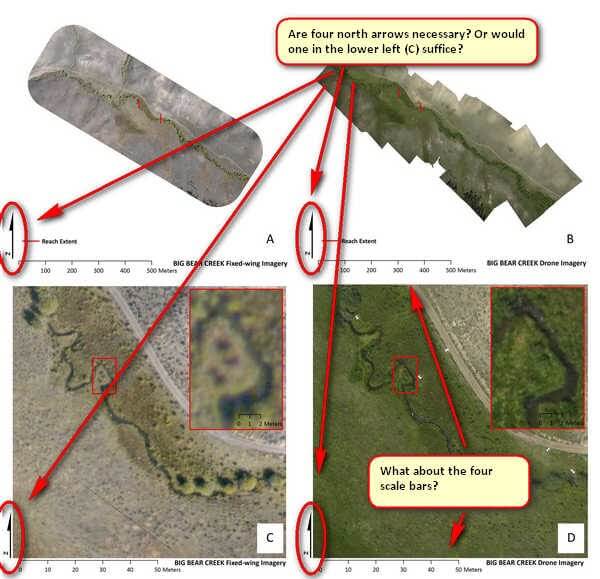 Are four north arrows necessary? Or would
one in the lower left (C) suffice?
A
B
N
Reach Extent
N
Reach Extent
BIG BEAR CREEK Fixed-wing Imagery
0 100 200 300 400 500 Meters
BIG BEAR CREEK Drone Imagery
0 100 200 300 400 500 Meters
0 1 2 Meters
0 1 2 Meters
What about the four
scale bars?
N
C
N
D
BIG BEAR CREEK Fixed-wing Imagery
0 10 20 30 40 50 Meters
BIG BEAR CREEK Drone Imagery
0 10 20 30 40 50 Meters